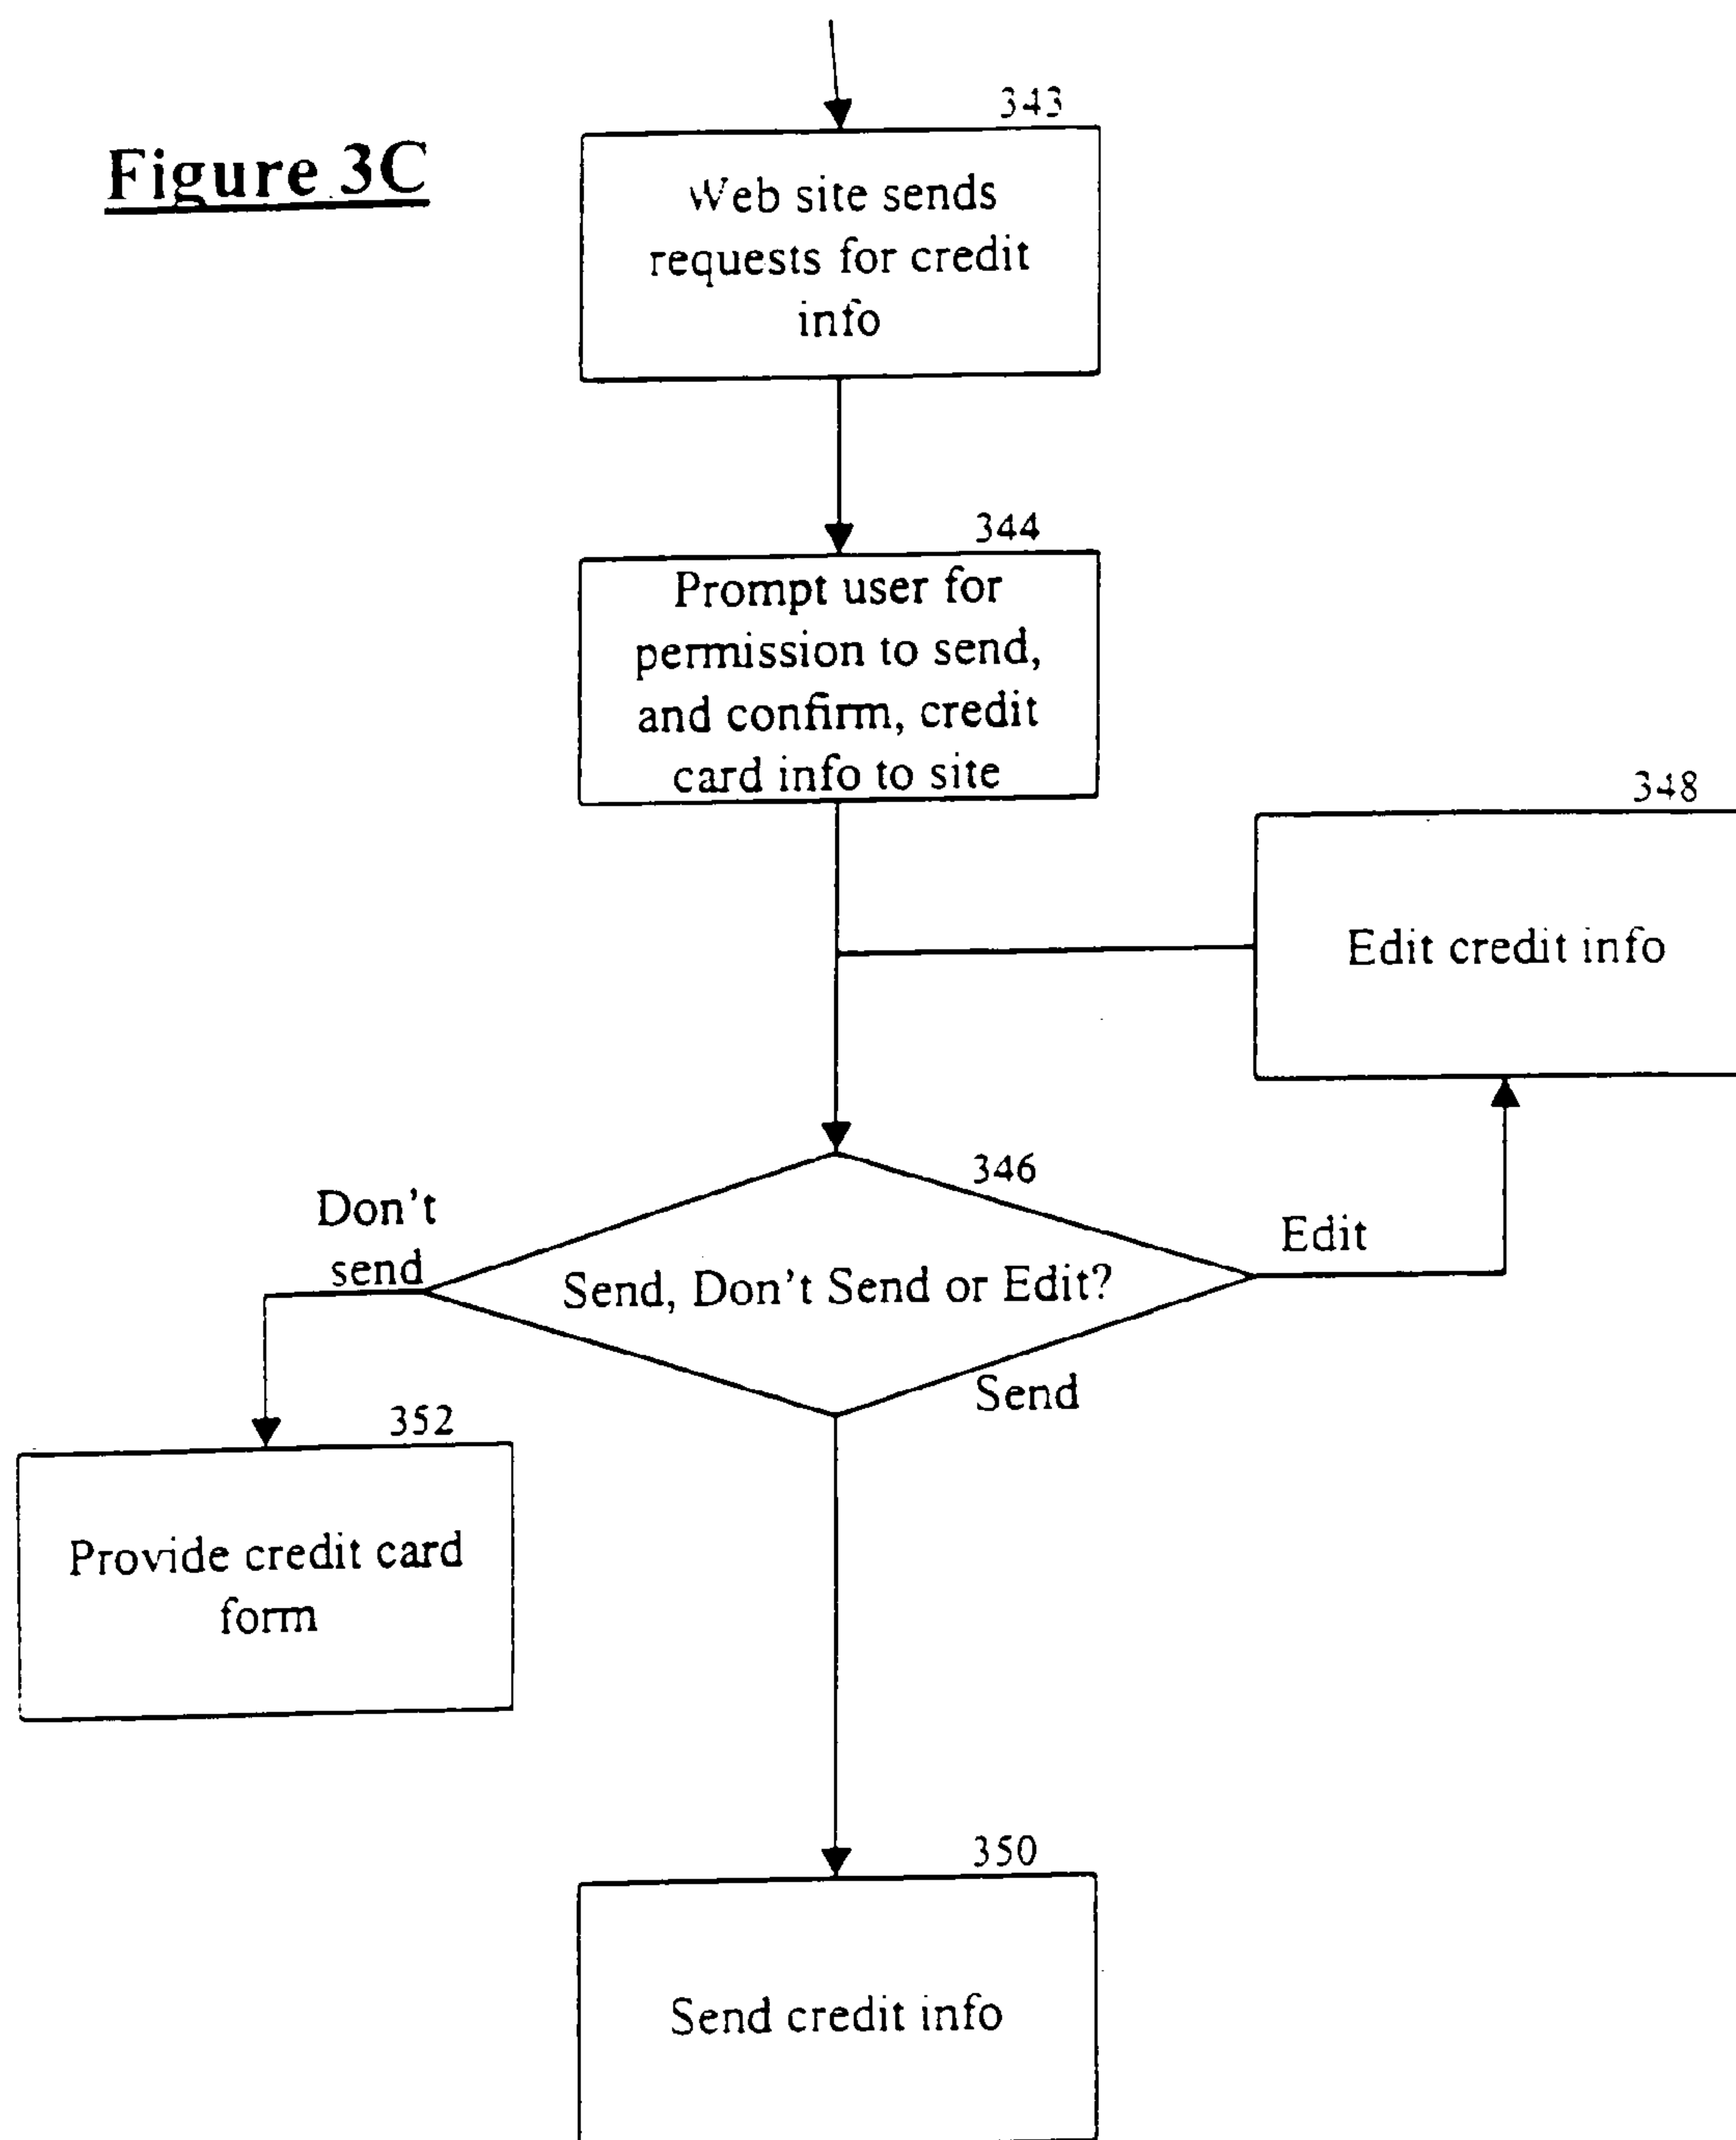 Figure 3C
343
Web site sends
requests for credit
info
344
Prompt user for
permission to send,
and confirm, credit
card info to site
348
Edit credit info
346
Send, Don't Send or Edit?
Don't
send
Edit
Send
352
Provide credit card
form
350
Send credit info